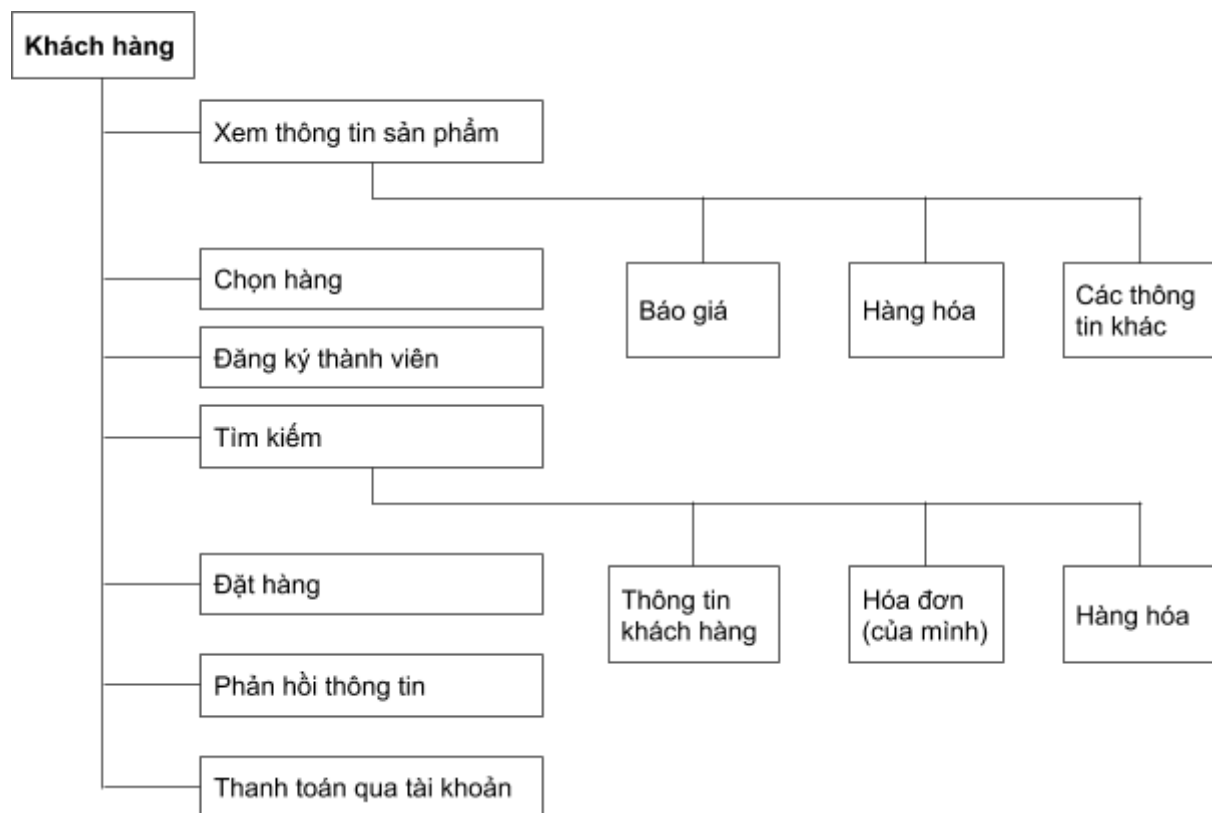 Khách hàng
Xem thông tin sản phẩm
Chọn hàng
Báo giá
Hàng hóa
Các thông
tin khác
Đăng ký thành viên
Tìm kiếm
Đặt hàng
Thông tin
khách hàng
Hóa đơn
(của mình)
Hàng hóa
Phản hồi thông tin
Thanh toán qua tài khoản